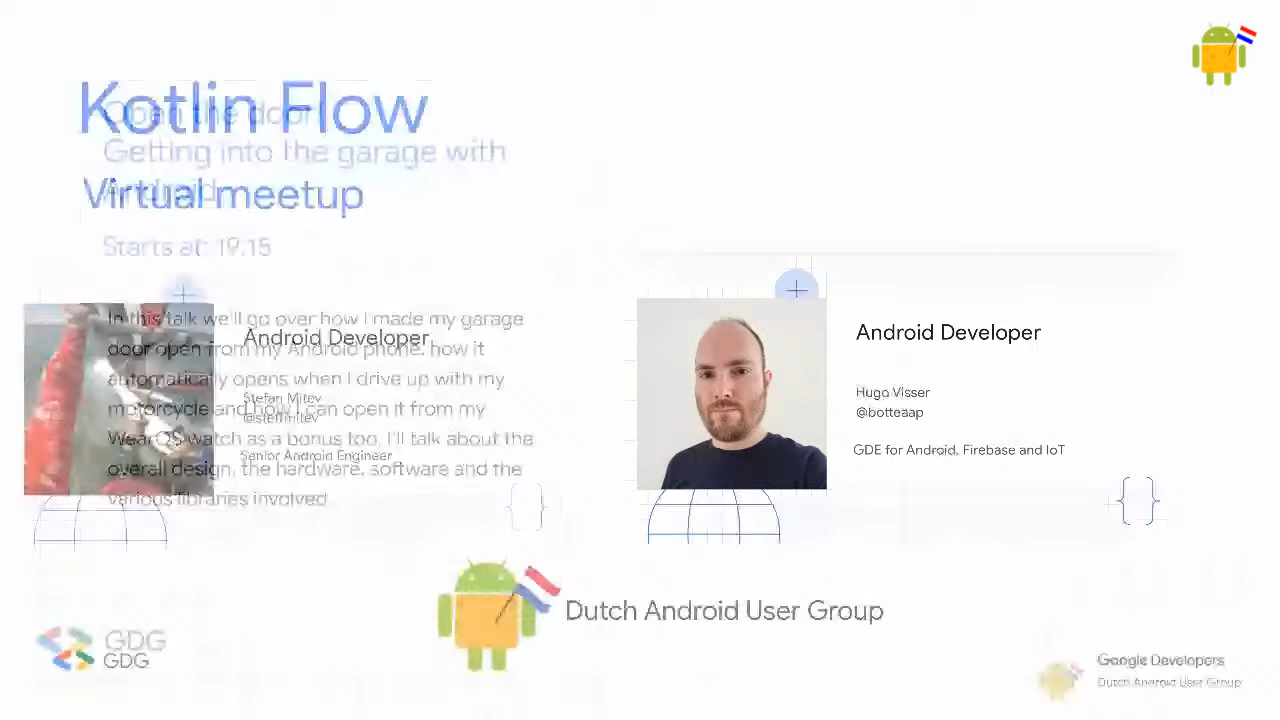 Kotlin Flow
Virtual meetup
Open the door!
Getting into the garage with
Android
Starts at: 19.15
In this talk we'll go over how I made my garage
door open from my Android phone, how it
automatically opens when I drive up with my
motorcycle and how I can open it from my
WearOS watch as a bonus too. I'll talk about the
overall design, the hardware, software and the
various libraries involved
Android Developer
Stefan Mitev
@stefmitev
Senior Android Engineer
Android Developer
Hugo Visser
@botteaap
GDE for Android, Firebase and IoT
{ }
{ }
Dutch Android User Group
GDG
GDG
Google Developers
Dutch Android User Group